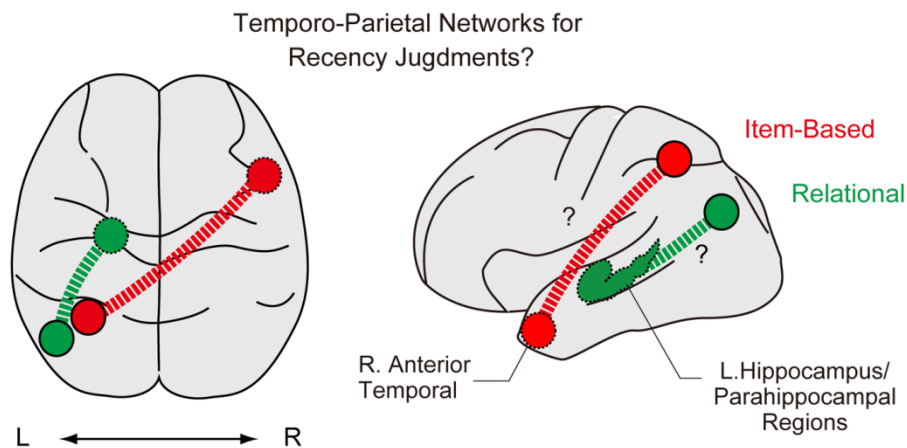 Temporo-Parietal Networks for
Recency Jugdments?
Item-Based
Relational
?
?
R. Anterior
Temporal
L.Hippocampus/
Parahippocampal
Regions
L
R